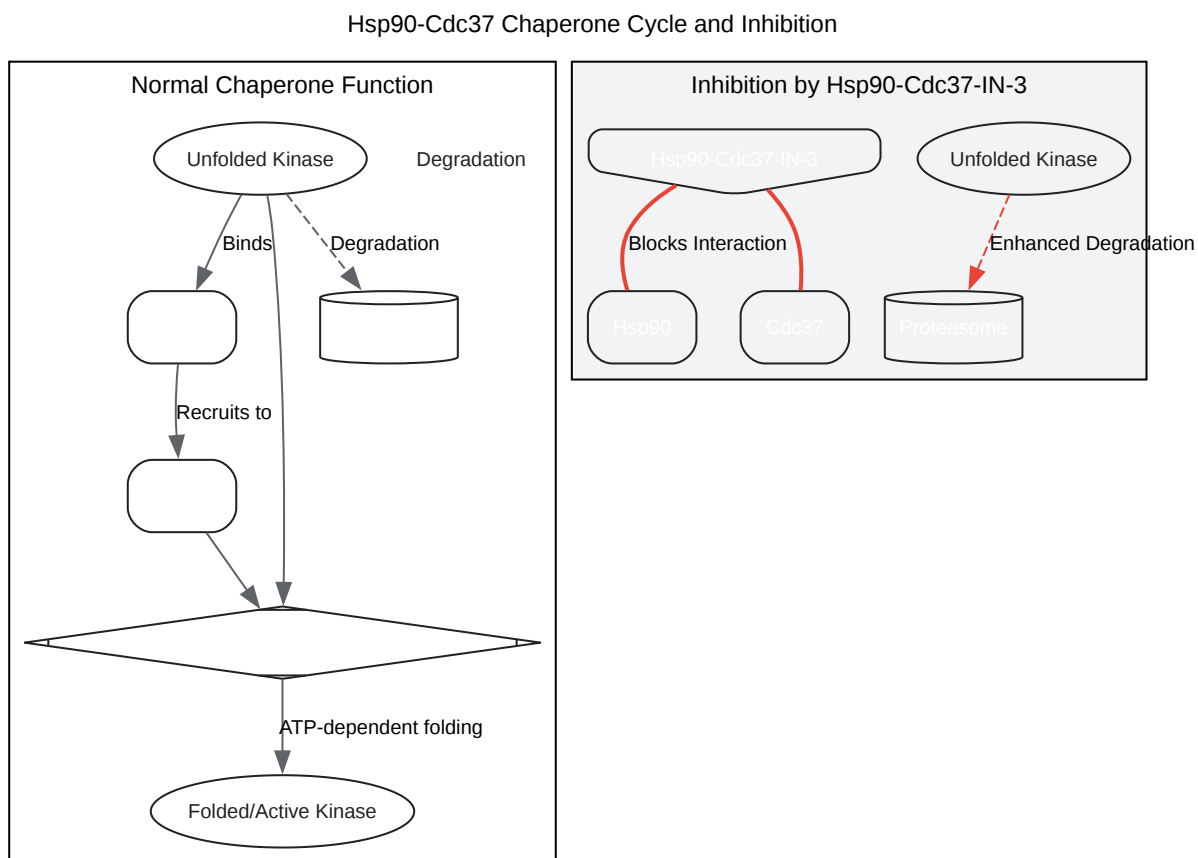 Hsp90-Cdc37 Chaperone Cycle and Inhibition
Normal Chaperone Function
Unfolded Kinase
Degradation
Binds
Degradation
Recruits to
ATP-dependent folding
Folded/Active Kinase
Inhibition by Hsp90-Cdc37-IN-3
Hsp90-Cdc37-IN-3
Unfolded Kinase
Blocks Interaction
Enhanced Degradation
Hsp90
Cdc37
Proteasome